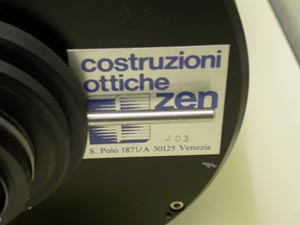 costruzioni
ottiche
zen
J03
S. Polo 1871/A 30125 Venezia